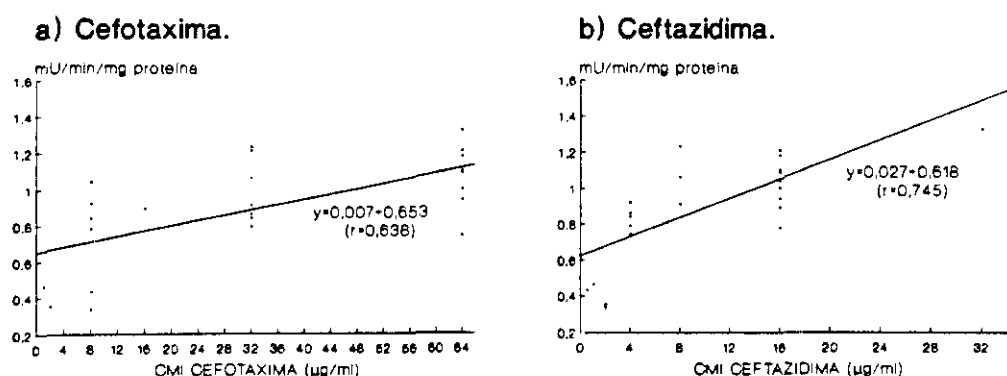 a) Cefotaxima.
mU/min/mg proteína
1,6
1,4
1,2
1
0,8
0,6
0,4
0,2
y=0,007+0,653
(r=0,638)
0 4 8 12 16 20 24 28 32 36 40 44 48 52 56 60 64
CMI CEFOTAXIMA (µg/ml)
b) Ceftazidima.
mU/min/mg proteína
1,6
1,4
1,2
1
0,8
0,6
0,4
0,2
y=0,027+0,618
(r=0,745)
0 4 8 12 16 20 24 28 32
CMI CEFTAZIDIMA (µg/ml)